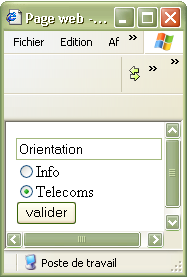 Page web -...
Fichier Edition Af »
» »
Orientation
Info
Telecoms
valider
Poste de travail